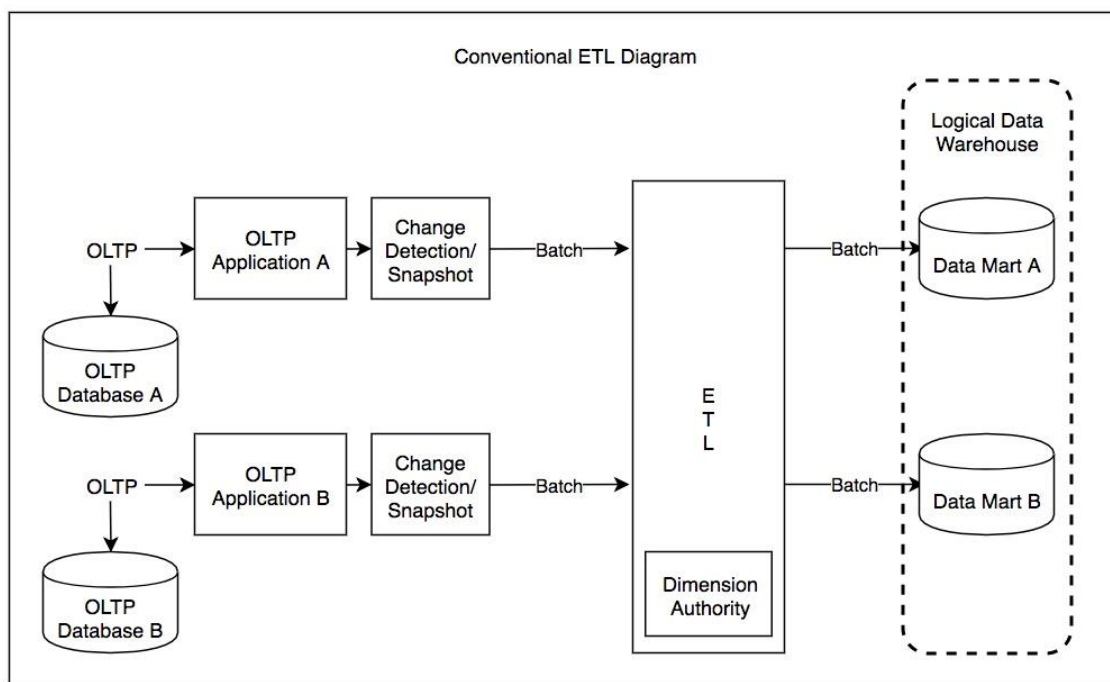 Conventional ETL Diagram
Logical Data
Warehouse
OLTP
OLTP
Application A
Change
Detection/
Snapshot
Batch
Batch
Data Mart A
OLTP
Database A
E
T
L
OLTP
OLTP
Application B
Change
Detection/
Snapshot
Batch
Batch
Data Mart B
OLTP
Database B
Dimension
Authority